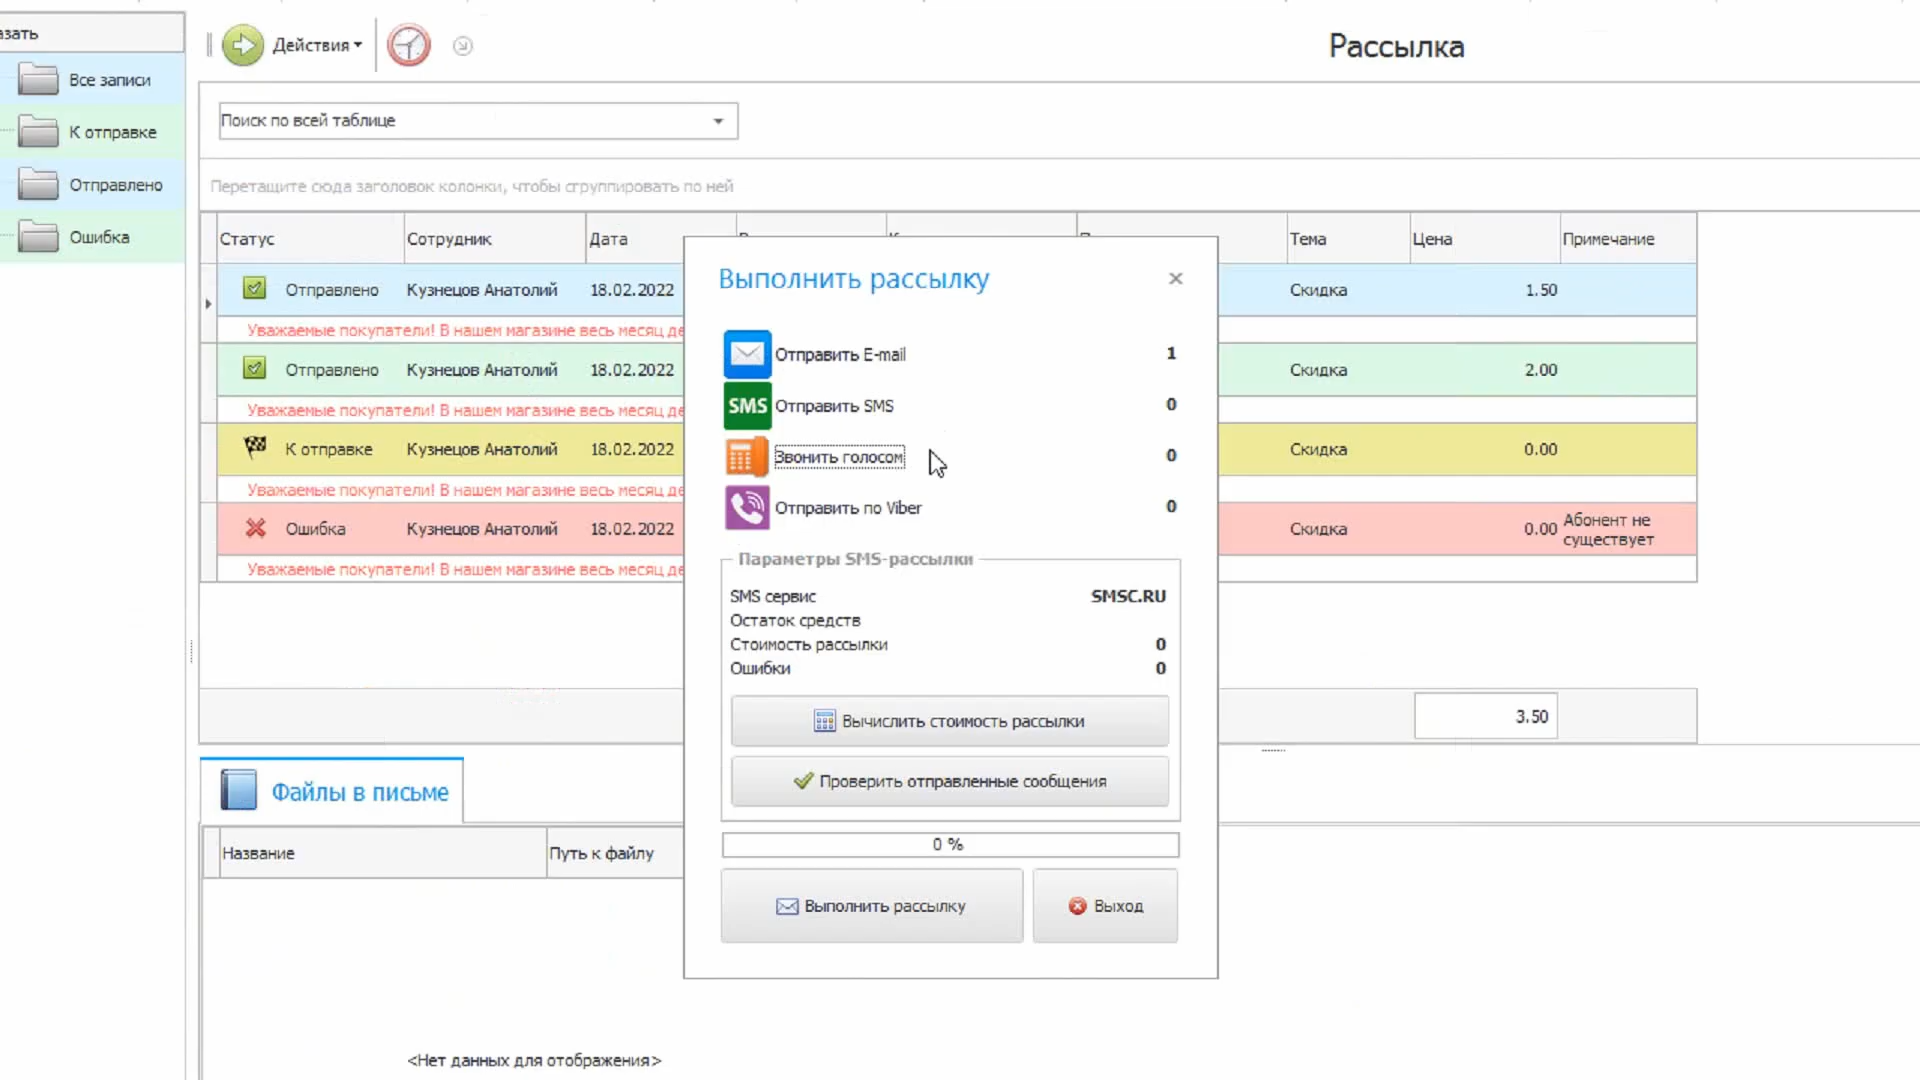 Действия
Рассылка
Все записи
К отправке
Отправлено
Ошибка
Поиск по всей таблице
Перетащите сюда заголовок колонки, чтобы сгруппировать по ней
Статус Сотрудник Дата Тема Цена Примечание
Отправлено Кузнецов Анатолий 18.02.2022 Скидка 1.50
Уважаемые покупатели! В нашем магазине весь месяц
Отправлено Кузнецов Анатолий 18.02.2022 Скидка 2.00
Уважаемые покупатели! В нашем магазине весь месяц
К отправке Кузнецов Анатолий 18.02.2022 Скидка 0.00
Уважаемые покупатели! В нашем магазине весь месяц
Ошибка Кузнецов Анатолий 18.02.2022 Скидка 0.00 Абонент не
существует
Уважаемые покупатели! В нашем магазине весь месяц
3.50
Выполнить рассылку
Отправить E-mail 1
SMS Отправить SMS 0
Звонить голосом 0
Отправить по Viber 0
Параметры SMS-рассылки
SMS сервис SMSC.RU
Остаток средств
Стоимость рассылки 0
Ошибки 0
Вычислить стоимость рассылки
Проверить отправленные сообщения
0 %
Выполнить рассылку
Выход
Файлы в письме
Название Путь к файлу
<Нет данных для отображения>